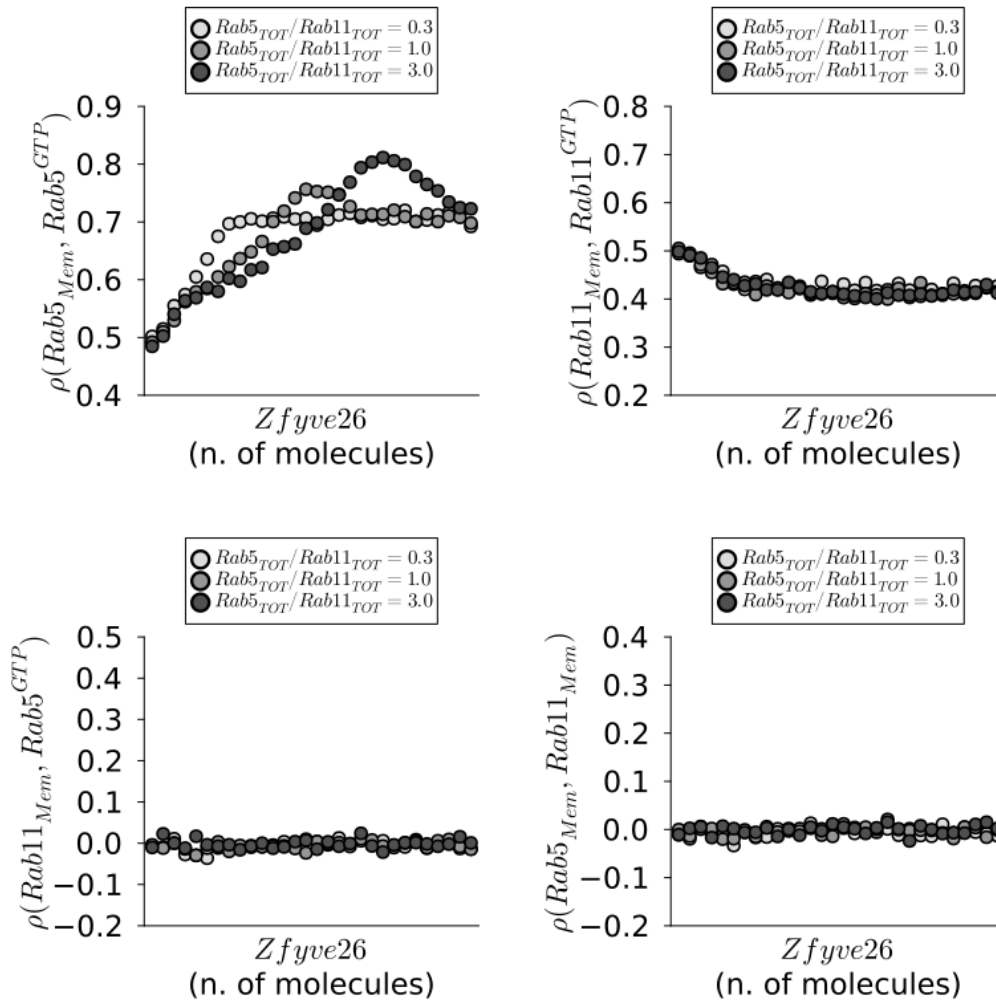 Rab5_TOT/Rab11_TOT = 0.3
Rab5_TOT/Rab11_TOT = 1.0
Rab5_TOT/Rab11_TOT = 3.0
0.9
0.8
0.7
0.6
0.5
0.4
ρ(Rab5_Mem, Rab5^GTP)
Zfyve26
(n. of molecules)
Rab5_TOT/Rab11_TOT = 0.3
Rab5_TOT/Rab11_TOT = 1.0
Rab5_TOT/Rab11_TOT = 3.0
0.8
0.7
0.6
0.5
0.4
0.3
0.2
ρ(Rab11_Mem, Rab11^GTP)
Zfyve26
(n. of molecules)
Rab5_TOT/Rab11_TOT = 0.3
Rab5_TOT/Rab11_TOT = 1.0
Rab5_TOT/Rab11_TOT = 3.0
0.5
0.4
0.3
0.2
0.1
0.0
−0.1
−0.2
ρ(Rab11_Mem, Rab5^GTP)
Zfyve26
(n. of molecules)
Rab5_TOT/Rab11_TOT = 0.3
Rab5_TOT/Rab11_TOT = 1.0
Rab5_TOT/Rab11_TOT = 3.0
0.4
0.3
0.2
0.1
0.0
−0.1
−0.2
ρ(Rab5_Mem, Rab11_Mem)
Zfyve26
(n. of molecules)